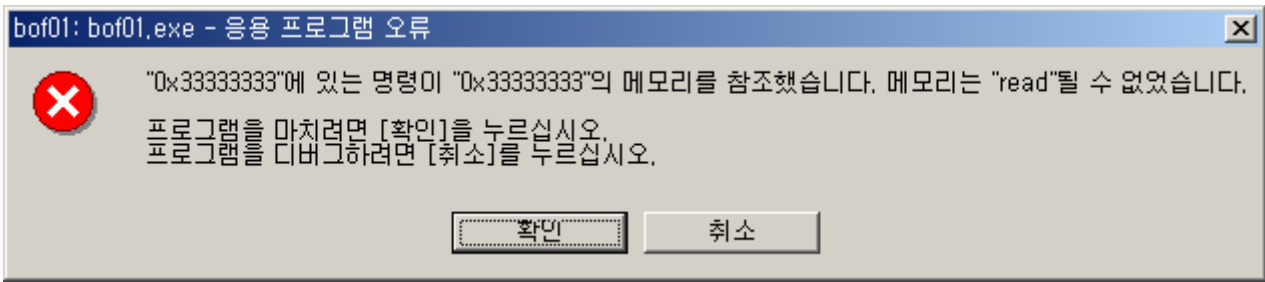 bof01: bof01.exe - 응용 프로그램 오류
"0x33333333"에 있는 명령이 "0x33333333"의 메모리를 참조했습니다. 메모리는 "read"될 수 없었습니다.
프로그램을 마치려면 [확인]을 누르십시오.
프로그램을 디버그하려면 [취소]를 누르십시오.
확인
취소